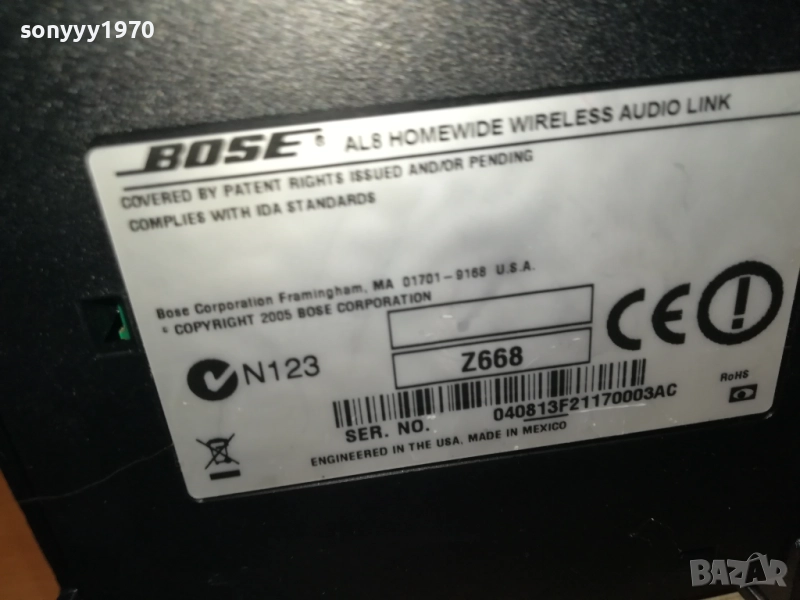 sonyyy1970
BOSE® AL8 HOMEWIDE WIRELESS AUDIO LINK
COVERED BY PATENT RIGHTS ISSUED AND/OR PENDING
COMPLIES WITH IDA STANDARDS
Bose Corporation Framingham, MA 01701-9168 U.S.A.
© COPYRIGHT 2005 BOSE CORPORATION
CE
N123
Z668
RoHS
SER. NO. 040813F21170003AC
ENGINEERED IN THE USA, MADE IN MEXICO
BAZAR